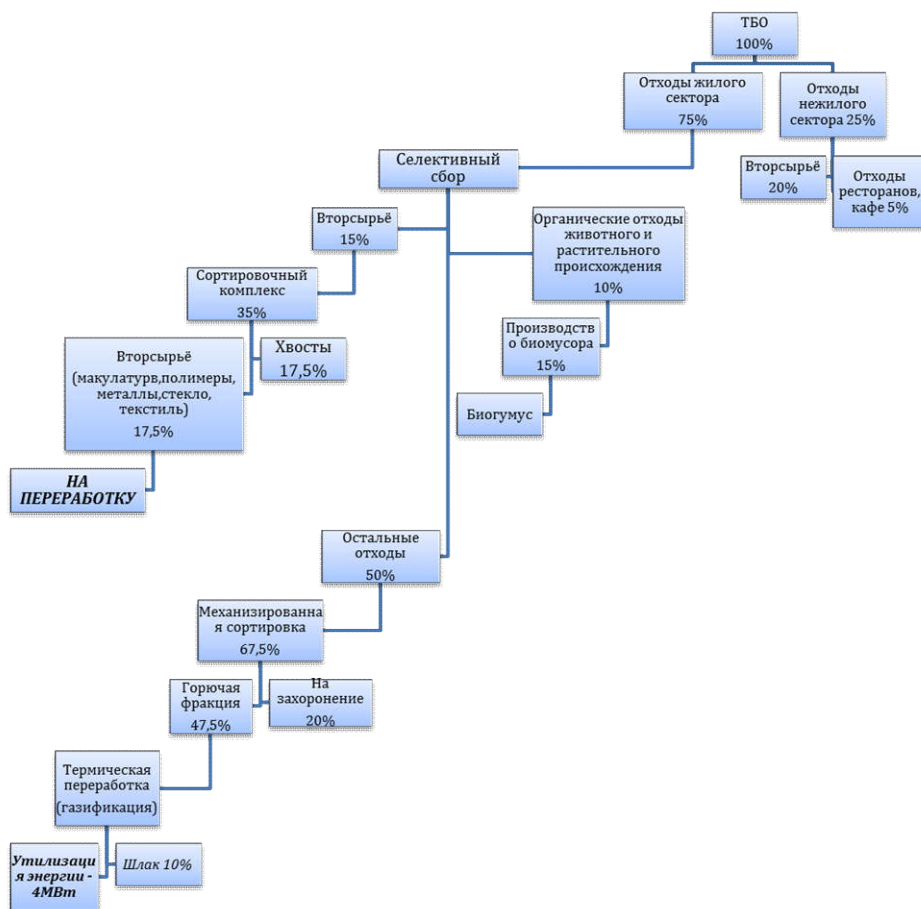 ТБО
100%
Отходы жилого
сектора
75%
Отходы
нежилого
сектора 25%
Селективный
сбор
Вторсырьё
20%
Отходы
ресторанов,
кафе 5%
Вторсырьё
15%
Органические отходы
животного и
растительного
происхождения
10%
Сортировочный
комплекс
35%
Производств
о биомусора
15%
Вторсырьё
(макулатурв,полимеры,
металлы,стекло,
текстиль)
17,5%
Хвосты
17,5%
Биогумус
НА
ПЕРЕРАБОТКУ
Остальные
отходы
50%
Механизированна
я сортировка
67,5%
Горючая
фракция
47,5%
На
захоронение
20%
Термическая
переработка
(газификация)
Утилизаци
я энергии -
4МВт
Шлак 10%